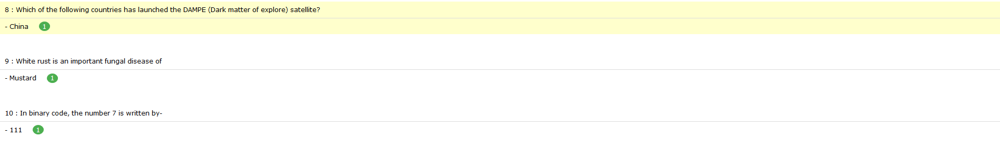 8 : Which of the following countries has launched the DAMPE (Dark matter of explore) satellite?
- China 1
9 : White rust is an important fungal disease of
- Mustard 1
10 : In binary code, the number 7 is written by-
- 111 1